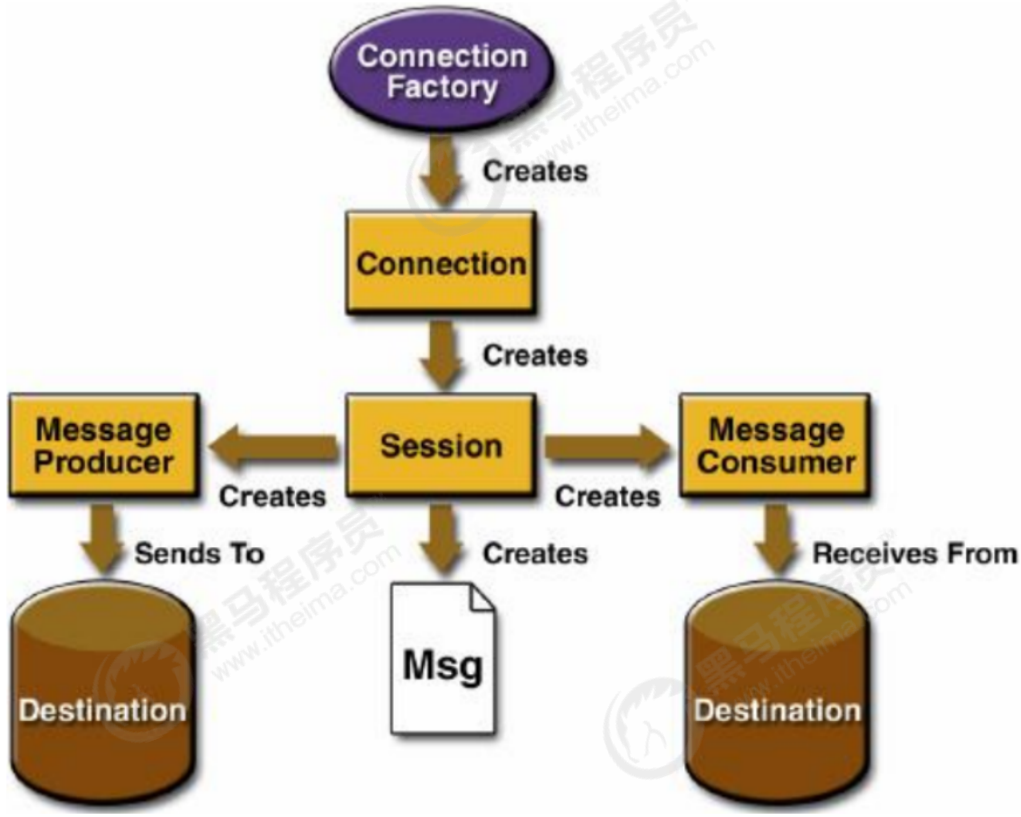 Connection
Factory
黑马程序员
www.itheima.com
Creates
Connection
Creates
Message
Producer
Session
Message
Consumer
Creates
Creates
黑马程序员
www.itheima.com
Sends To
Creates
Receives From
黑马程序员
www.itheima.com
Msg
Destination
Destination